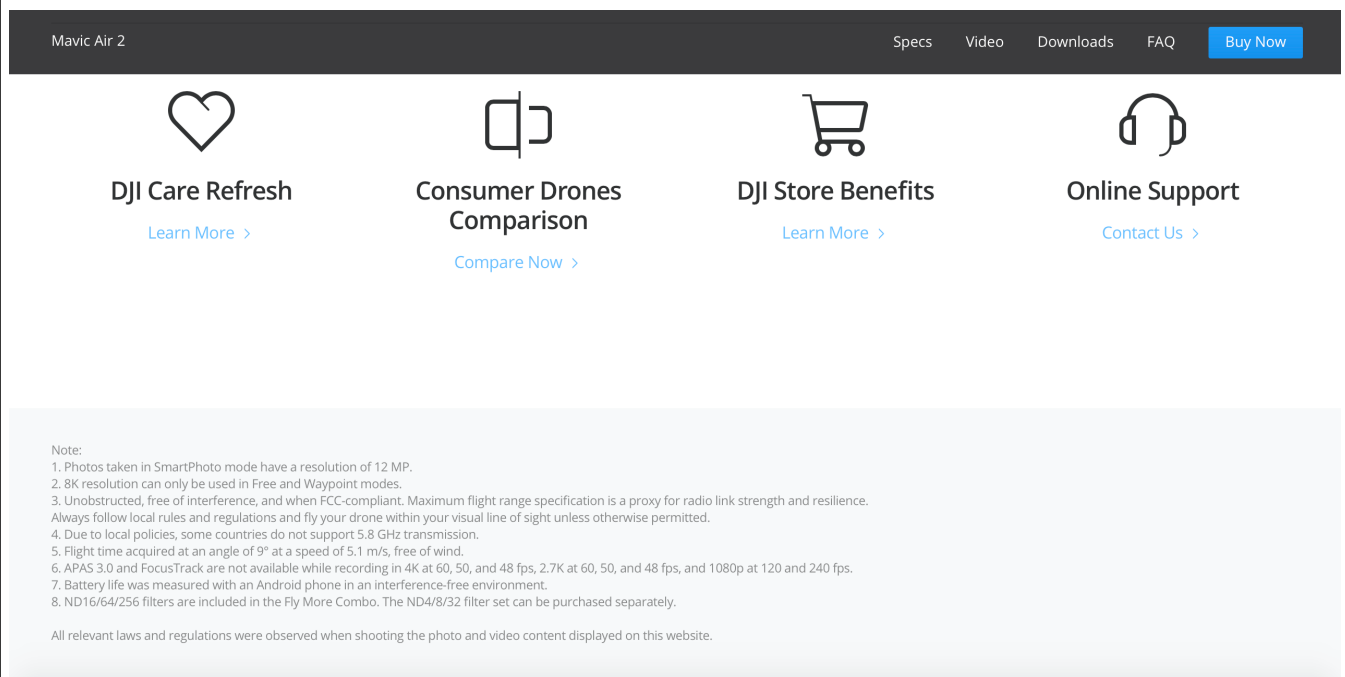 Mavic Air 2
Specs
Video
Downloads
FAQ
Buy Now
DJI Care Refresh
Learn More
Consumer Drones
Comparison
Compare Now
DJI Store Benefits
Learn More
Online Support
Contact Us
Note:
1. Photos taken in SmartPhoto mode have a resolution of 12 MP.
2. 8K resolution can only be used in Free and Waypoint modes.
3. Unobstructed, free of interference, and when FCC-compliant. Maximum flight range specification is a proxy for radio link strength and resilience.
Always follow local rules and regulations and fly your drone within your visual line of sight unless otherwise permitted.
4. Due to local policies, some countries do not support 5.8 GHz transmission.
5. Flight time acquired at an angle of 9° at a speed of 5.1 m/s, free of wind.
6. APAS 3.0 and FocusTrack are not available while recording in 4K at 60, 50, and 48 fps, 2.7K at 60, 50, and 48 fps, and 1080p at 120 and 240 fps.
7. Battery life was measured with an Android phone in an interference-free environment.
8. ND16/64/256 filters are included in the Fly More Combo. The ND4/8/32 filter set can be purchased separately.
All relevant laws and regulations were observed when shooting the photo and video content displayed on this website.